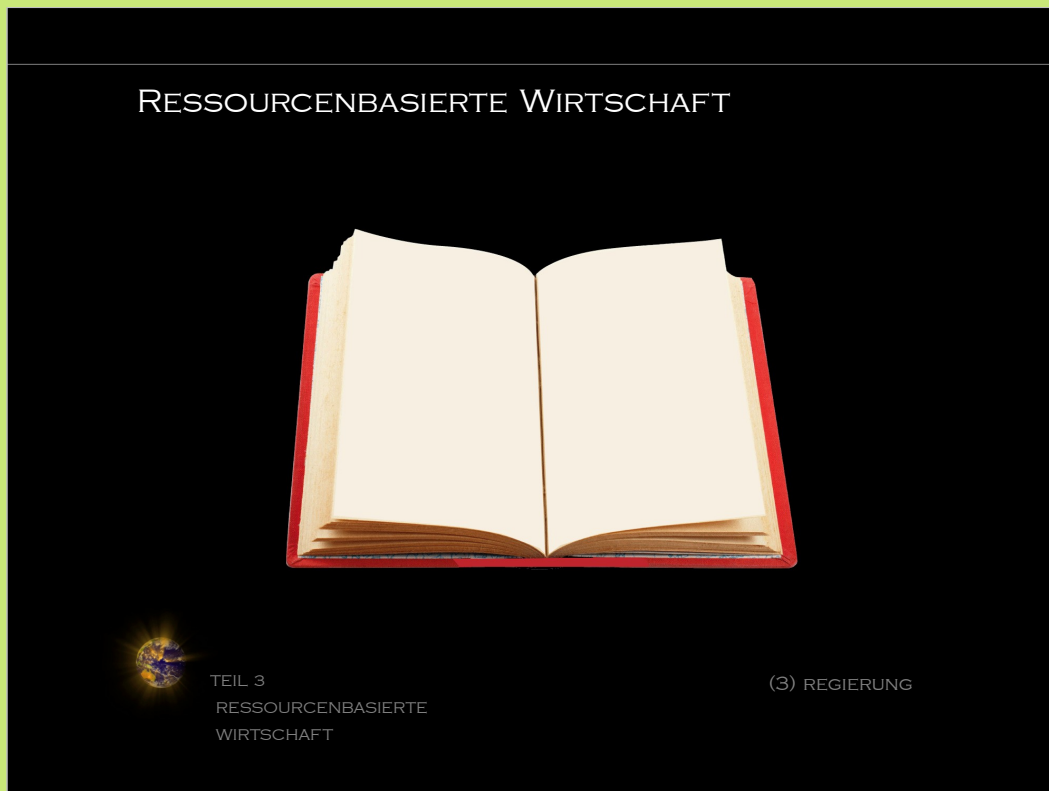 Ressourcenbasierte Wirtschaft
teil 3
ressourcenbasierte
wirtschaft
(3) regierung